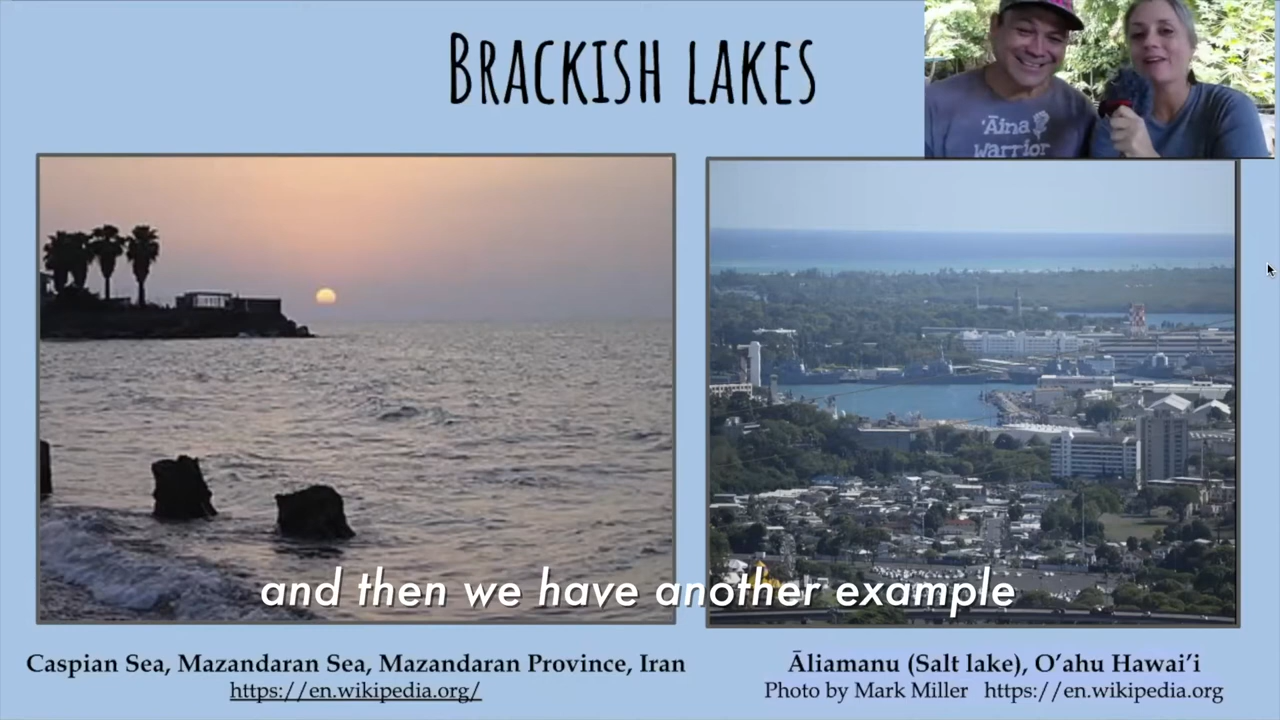 Brackish lakes
'Āina
warrior
and then we have another example
Caspian Sea, Mazandaran Sea, Mazandaran Province, Iran
https://en.wikipedia.org/
Āliamanu (Salt lake), O'ahu Hawai'i
Photo by Mark Miller https://en.wikipedia.org